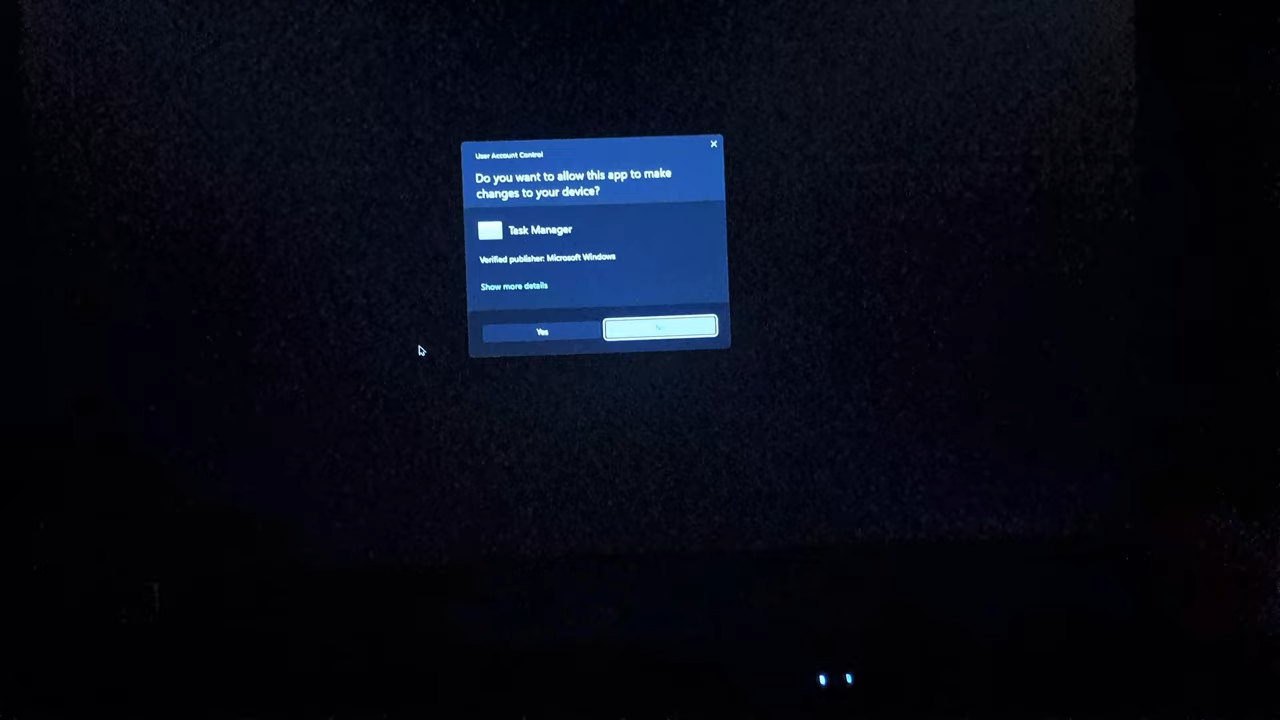 User Account Control
Do you want to allow this app to make
changes to your device?
Task Manager
Verified publisher: Microsoft Windows
Show more details
Yes